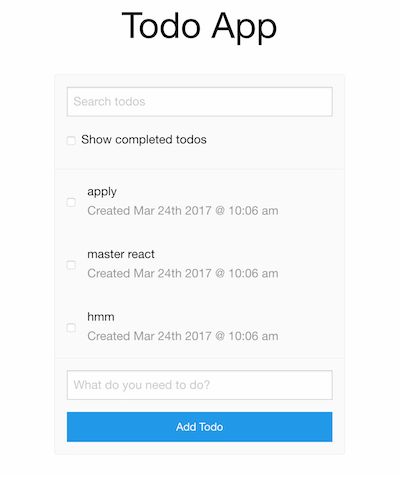 Todo App
Search todos
Show completed todos
apply
Created Mar 24th 2017 @ 10:06 am
master react
Created Mar 24th 2017 @ 10:06 am
hmm
Created Mar 24th 2017 @ 10:06 am
What do you need to do?
Add Todo